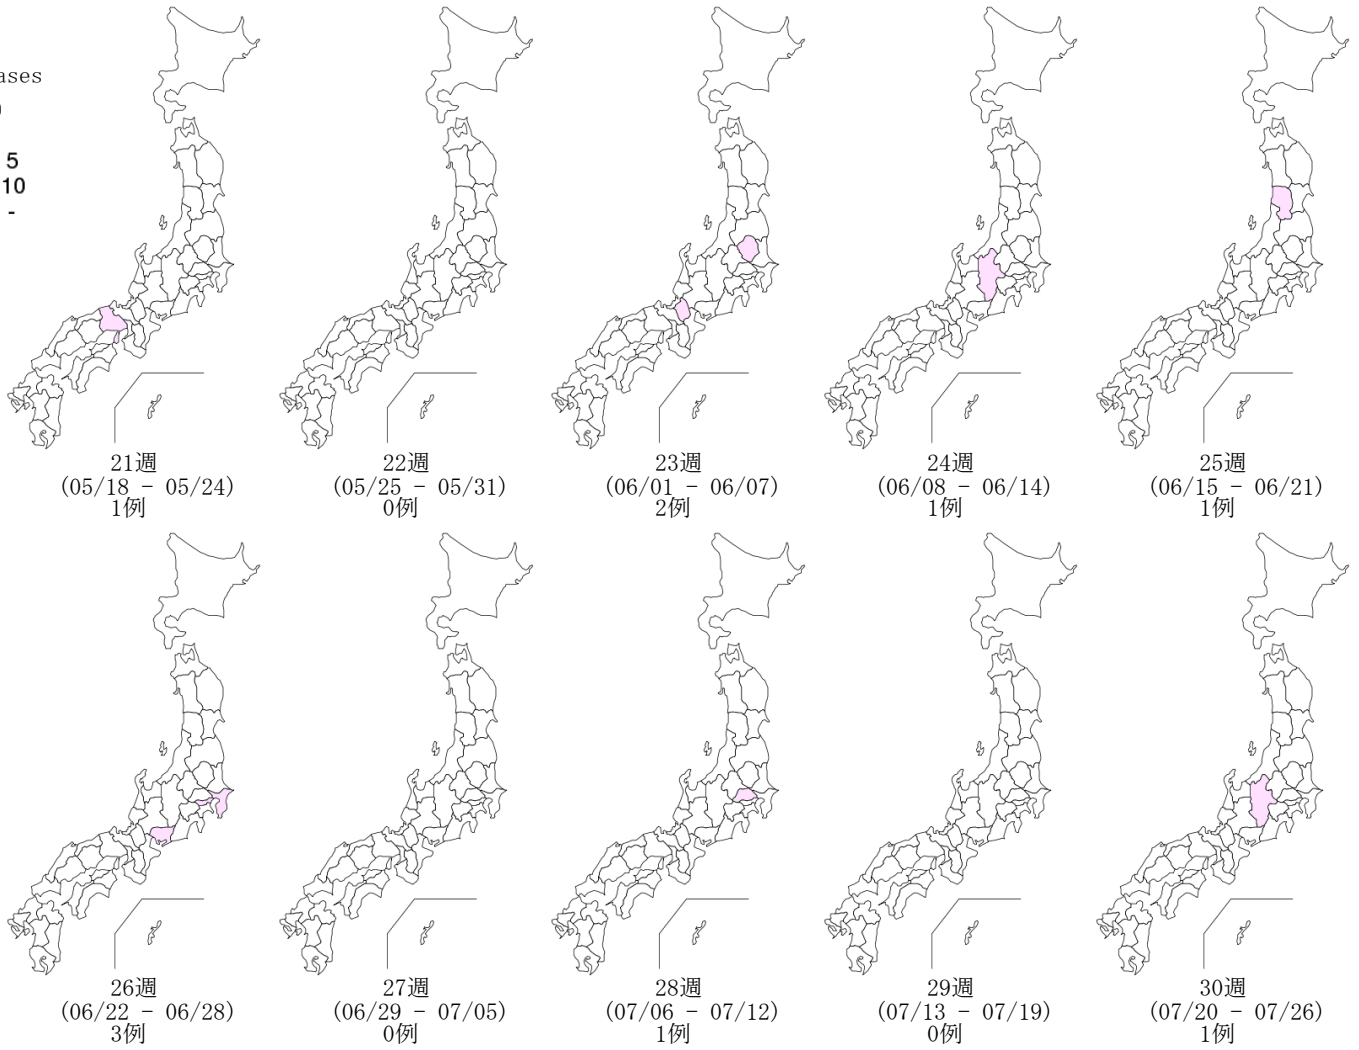 ases
5
10
-
21週
(05/18 - 05/24)
1例
22週
(05/25 - 05/31)
0例
23週
(06/01 - 06/07)
2例
24週
(06/08 - 06/14)
1例
25週
(06/15 - 06/21)
1例
26週
(06/22 - 06/28)
3例
27週
(06/29 - 07/05)
0例
28週
(07/06 - 07/12)
1例
29週
(07/13 - 07/19)
0例
30週
(07/20 - 07/26)
1例